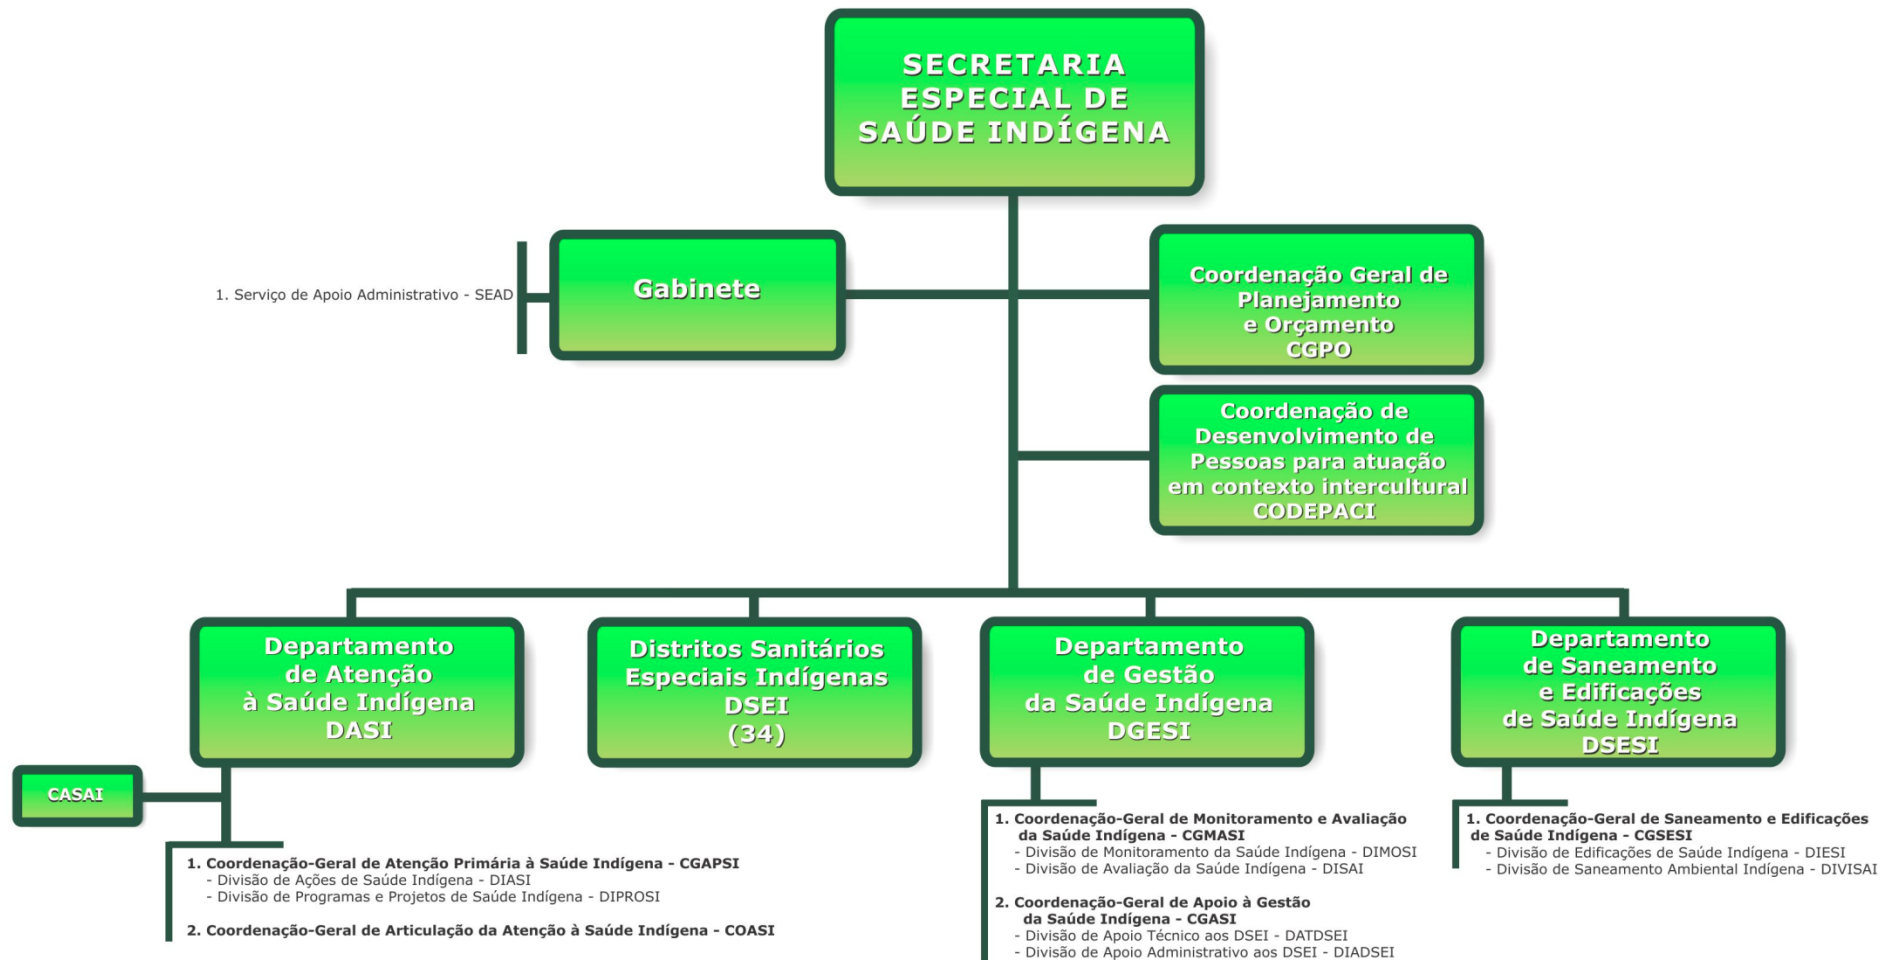 SECRETARIA
ESPECIAL DE
SAÚDE INDÍGENA
1. Serviço de Apoio Administrativo - SEAD
Gabinete
Coordenação Geral de
Planejamento
e Orçamento
CGPO
Coordenação de
Desenvolvimento de
Pessoas para atuação
em contexto intercultural
CODEPACI
Departamento
de Atenção
à Saúde Indígena
DASI
Distritos Sanitários
Especiais Indígenas
DSEI
(34)
Departamento
de Gestão
da Saúde Indígena
DGESI
Departamento
de Saneamento
e Edificações
de Saúde Indígena
DSESI
CASAI
1. Coordenação-Geral de Atenção Primária à Saúde Indígena - CGAPSI
- Divisão de Ações de Saúde Indígena - DIASI
- Divisão de Programas e Projetos de Saúde Indígena - DIPROSI
2. Coordenação-Geral de Articulação da Atenção à Saúde Indígena - COASI
1. Coordenação-Geral de Monitoramento e Avaliação
da Saúde Indígena - CGMASI
- Divisão de Monitoramento da Saúde Indígena - DIMOSI
- Divisão de Avaliação da Saúde Indígena - DISAI
2. Coordenação-Geral de Apoio à Gestão
da Saúde Indígena - CGASI
- Divisão de Apoio Técnico aos DSEI - DATDSEI
- Divisão de Apoio Administrativo aos DSEI - DIADSEI
1. Coordenação-Geral de Saneamento e Edificações
de Saúde Indígena - CGSESI
- Divisão de Edificações de Saúde Indígena - DIESI
- Divisão de Saneamento Ambiental Indígena - DIVISAI